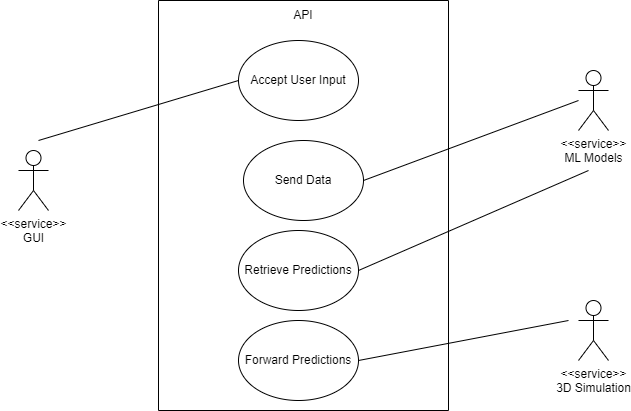 API
Accept User Input
Send Data
Retrieve Predictions
Forward Predictions
<<service>>
GUI
<<service>>
ML Models
<<service>>
3D Simulation